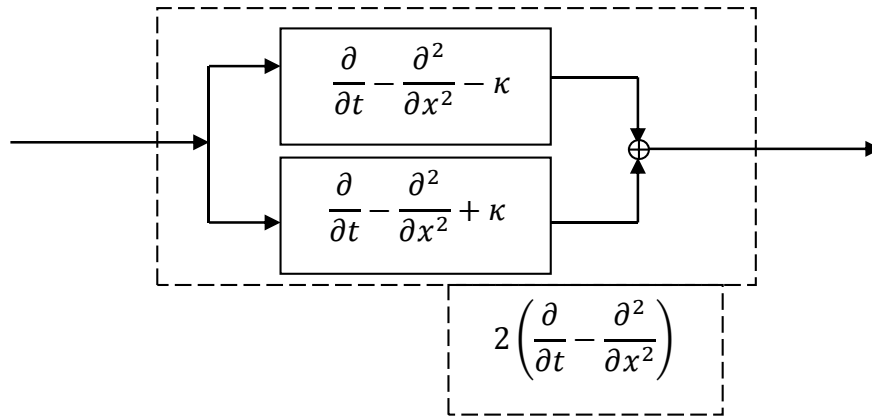 ∂/∂t − ∂²/∂x² − κ
∂/∂t − ∂²/∂x² + κ
2(∂/∂t − ∂²/∂x²)